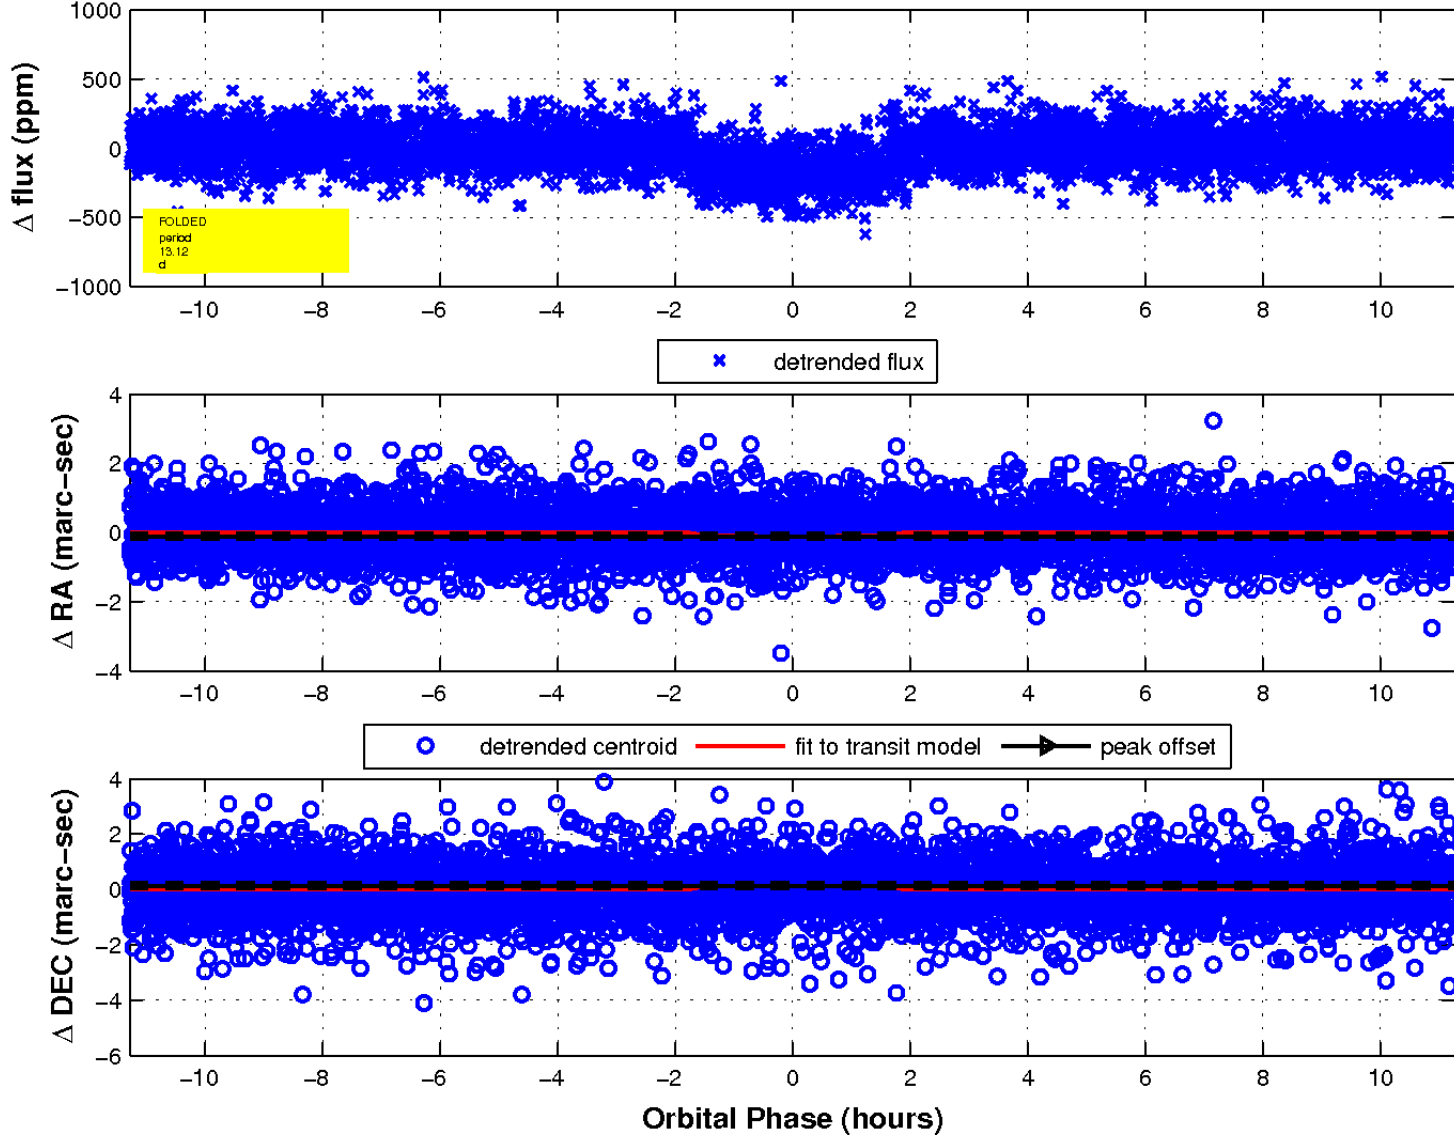 1000
500
0
−500
−1000
Δ flux (ppm)
FOLDED
period
13.12
d
−10 −8 −6 −4 −2 0 2 4 6 8 10
detrended flux
4
2
0
−2
−4
Δ RA (marc−sec)
−10 −8 −6 −4 −2 0 2 4 6 8 10
detrended centroid fit to transit model peak offset
4
2
0
−2
−4
−6
Δ DEC (marc−sec)
−10 −8 −6 −4 −2 0 2 4 6 8 10
Orbital Phase (hours)